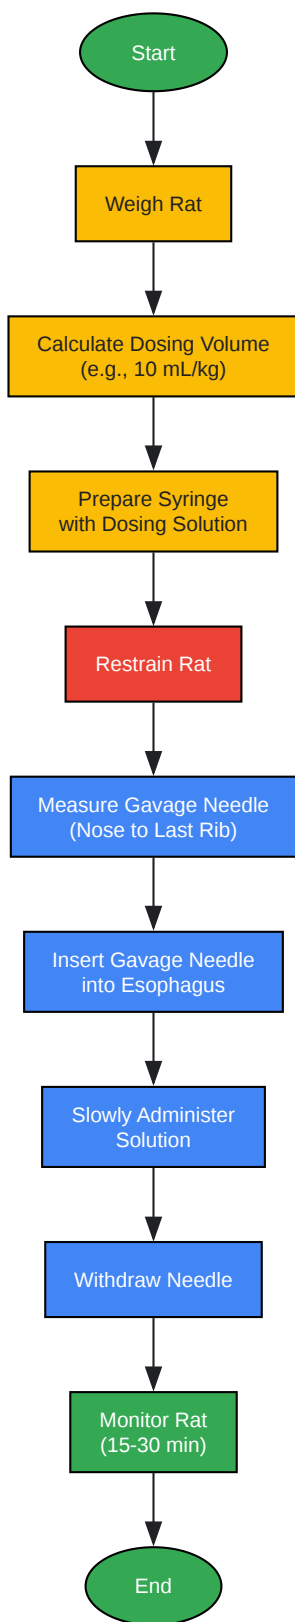 Start
Weigh Rat
Calculate Dosing Volume
(e.g., 10 mL/kg)
Prepare Syringe
with Dosing Solution
Restrain Rat
Measure Gavage Needle
(Nose to Last Rib)
Insert Gavage Needle
into Esophagus
Slowly Administer
Solution
Withdraw Needle
Monitor Rat
(15-30 min)
End